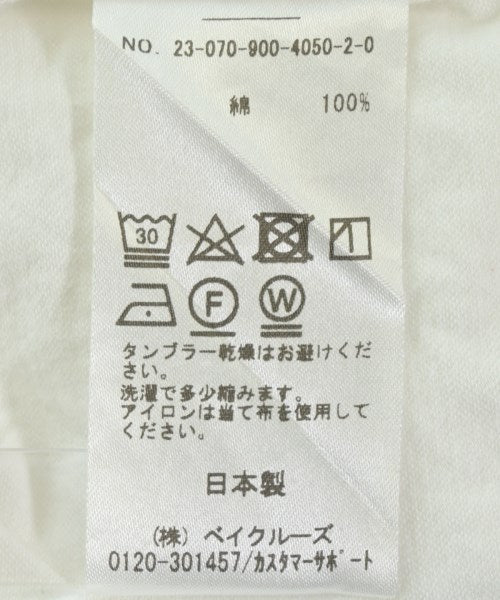 NO. 23-070-900-4050-2-0
綿 100%
30
F W
タンブラー乾燥はお避けくだ
さい。
洗濯で多少縮みます。
アイロンは当て布を使用して
ください。
日本製
(株) ベイクルーズ
0120-301457/カスタマーサポート